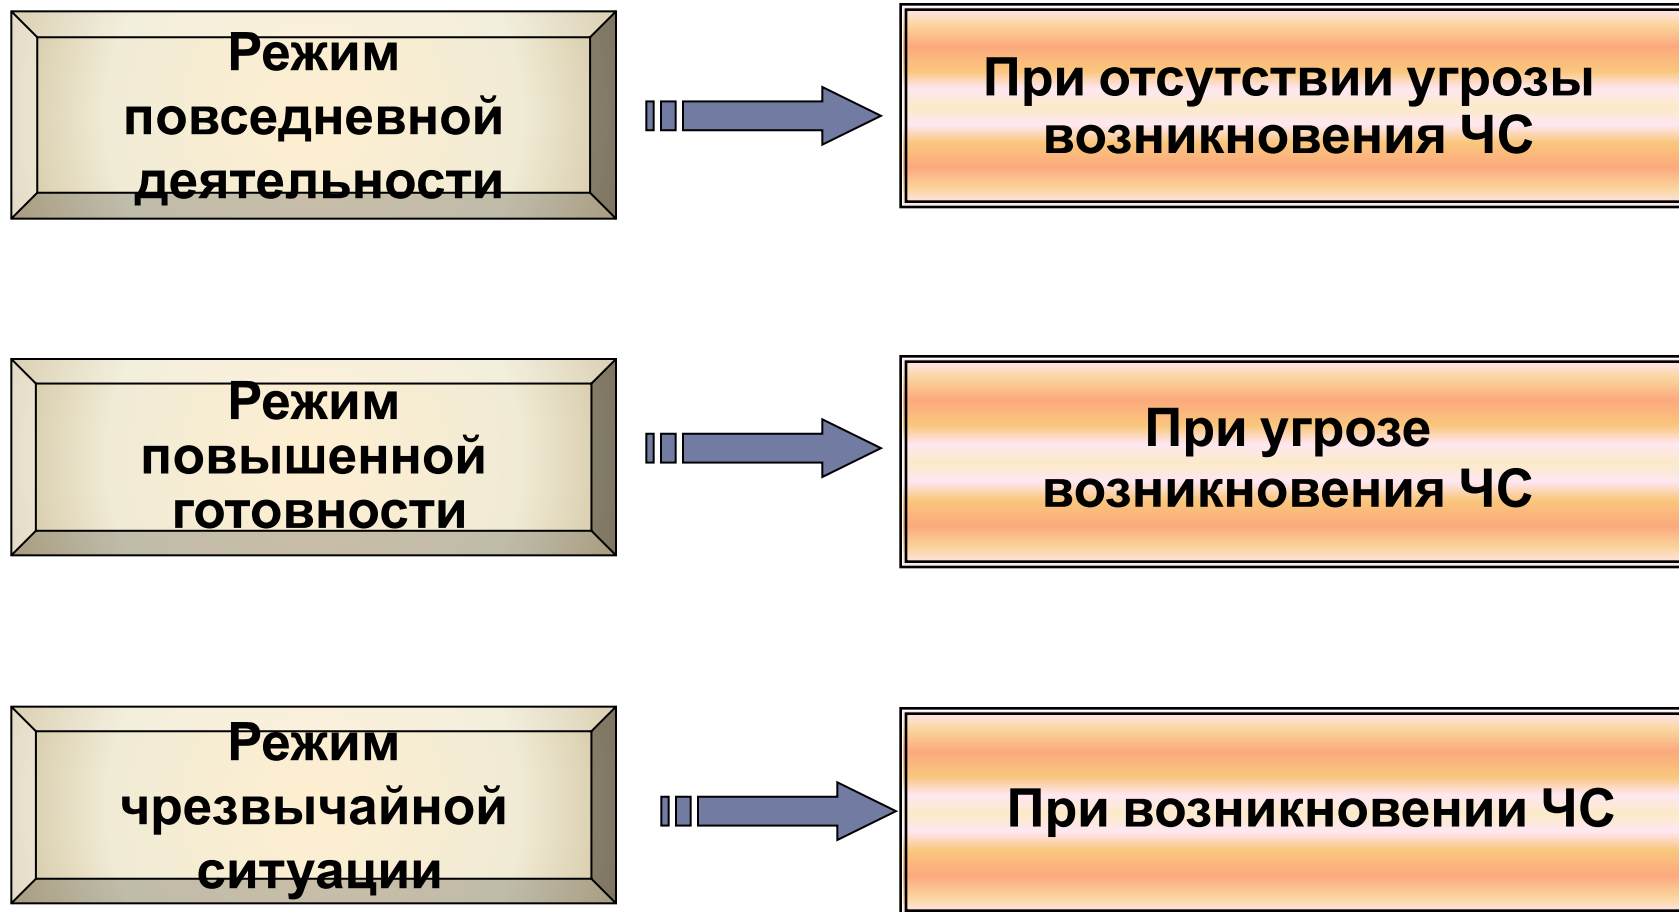 Режим
повседневной
деятельности
При отсутствии угрозы
возникновения ЧС
Режим
повышенной
готовности
При угрозе
возникновения ЧС
Режим
чрезвычайной
ситуации
При возникновении ЧС